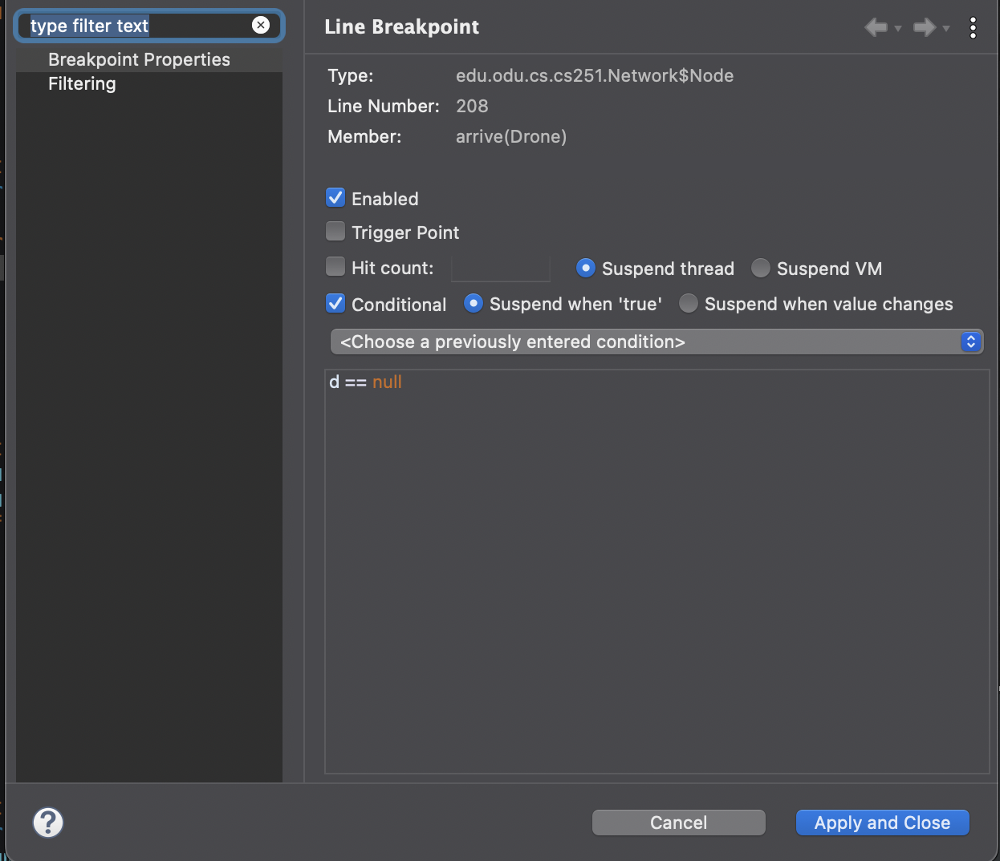 type filter text
Breakpoint Properties
Filtering
Line Breakpoint
Type: edu.odu.cs.cs251.Network$Node
Line Number: 208
Member: arrive(Drone)
Enabled
Trigger Point
Hit count: Suspend thread Suspend VM
Conditional Suspend when 'true' Suspend when value changes
<Choose a previously entered condition>
d == null
?
Cancel Apply and Close